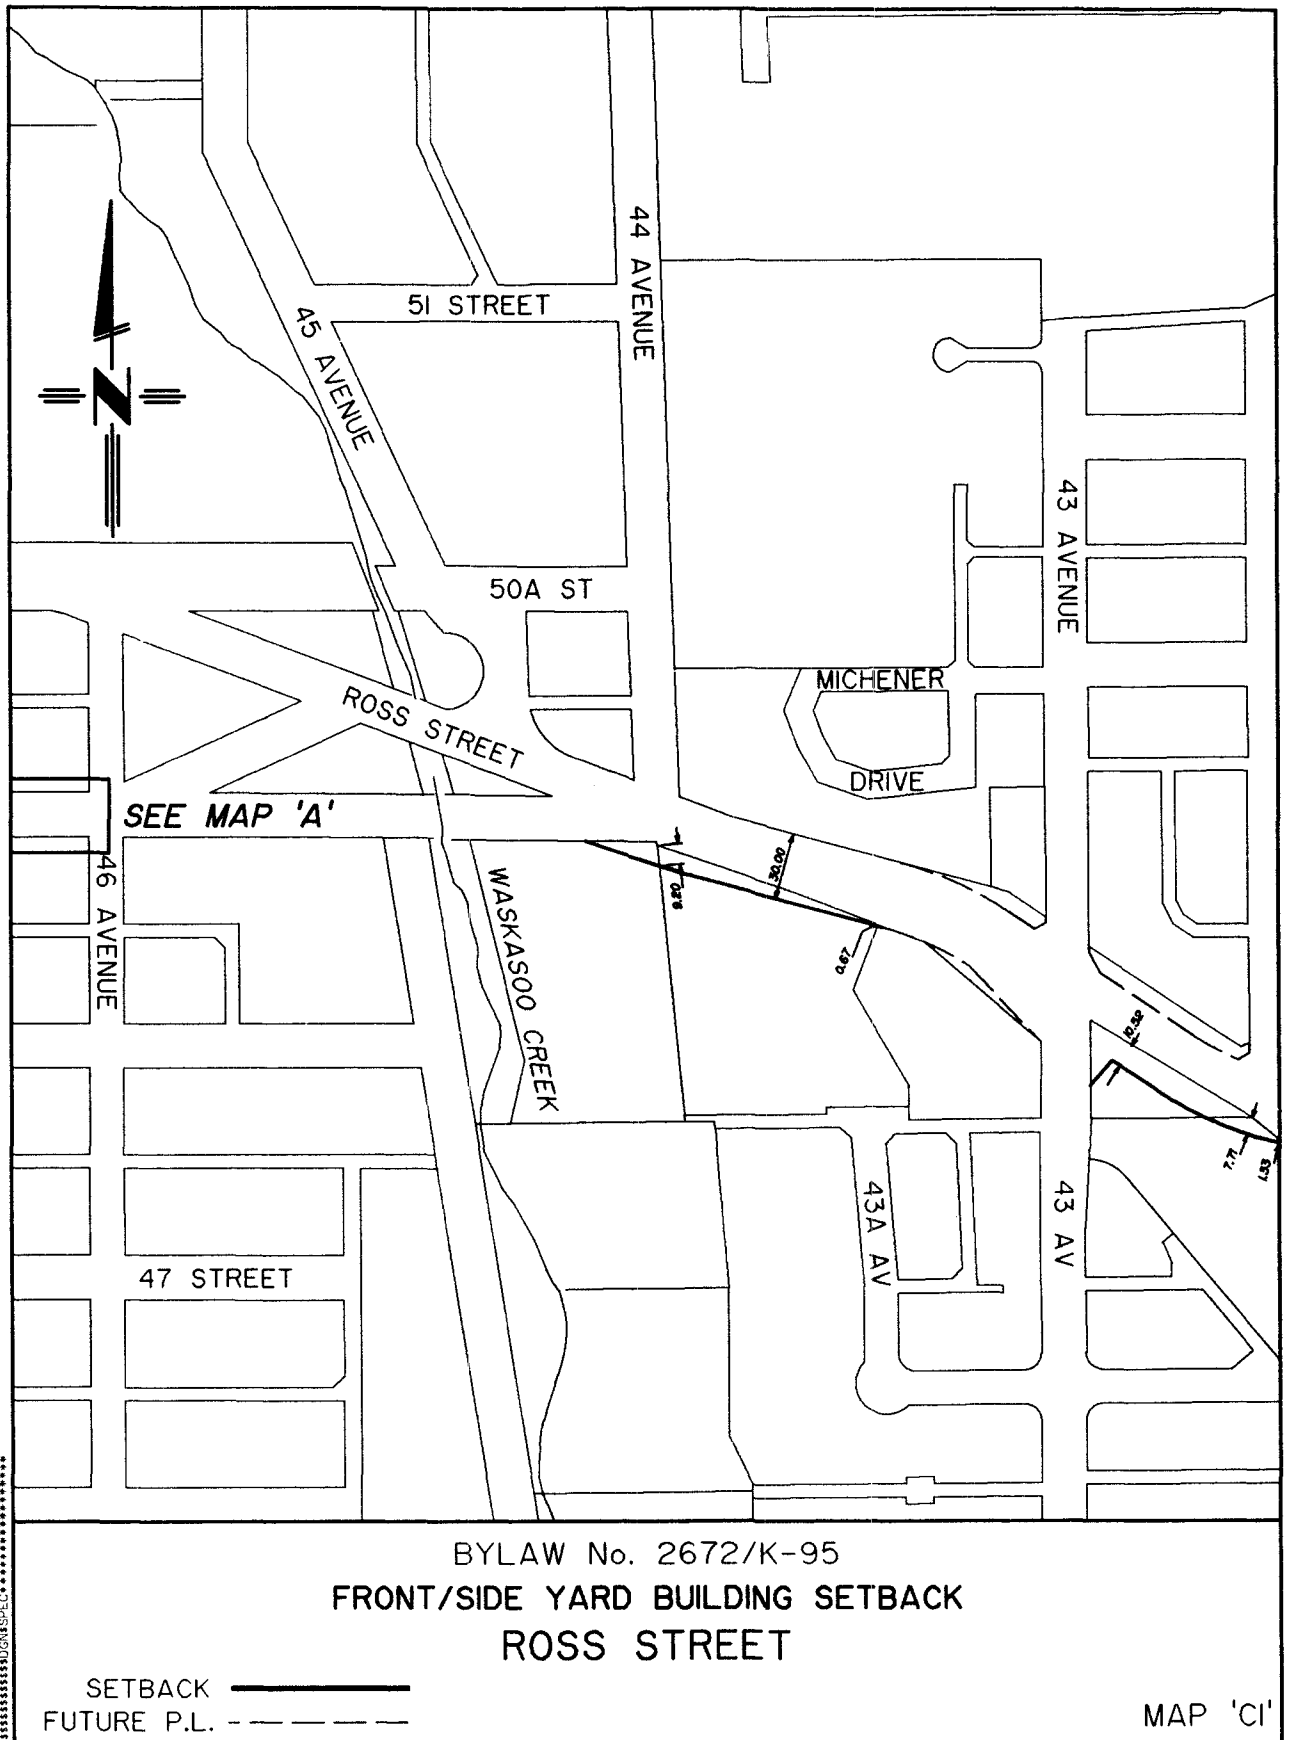 44 AVENUE
51 STREET
45 AVENUE
N
43 AVENUE
50A ST
MICHENER
ROSS STREET
DRIVE
SEE MAP 'A'
30.00
46 AVENUE
WASKASOO CREEK
0.67
10.52
7.71
1.53
43A AV
43 AV
47 STREET
BYLAW No. 2672/K-95
FRONT/SIDE YARD BUILDING SETBACK
ROSS STREET
SETBACK
FUTURE P.L.
MAP 'C1'